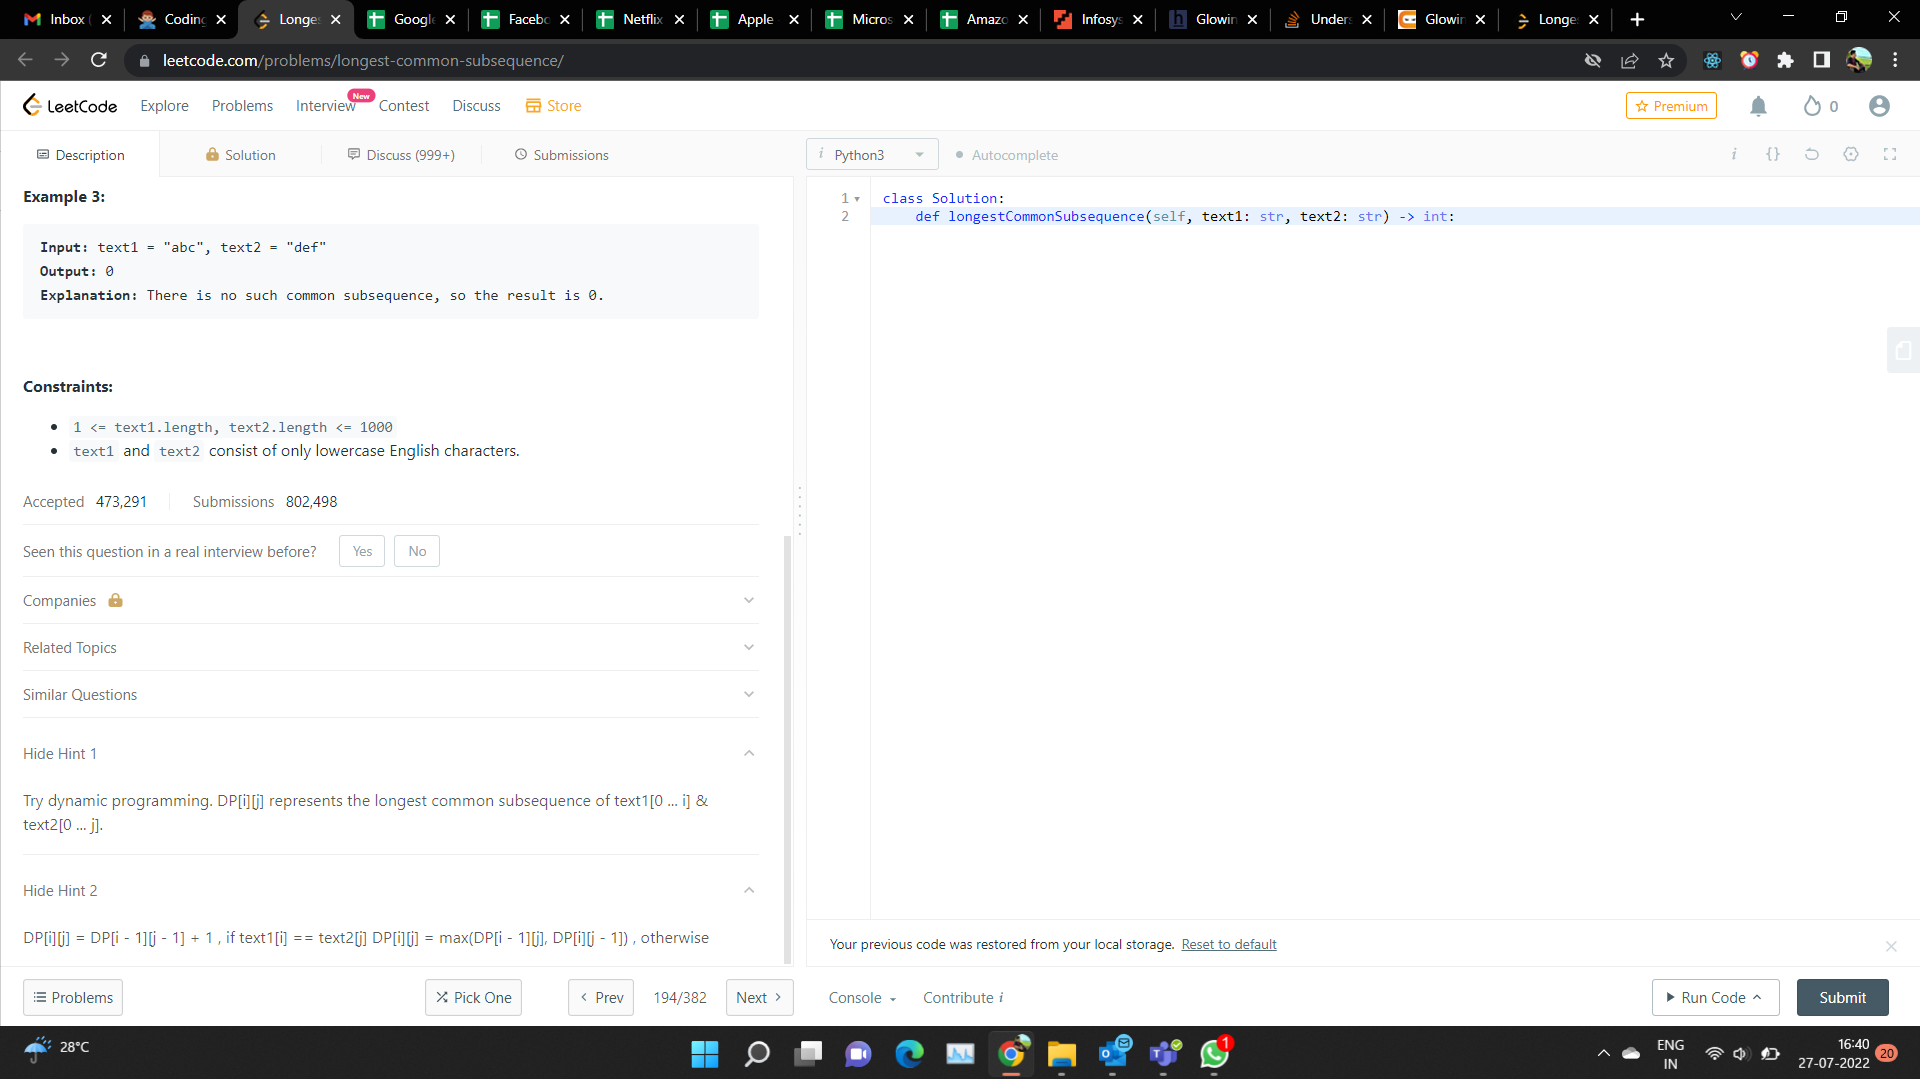 Inbox (
Coding
Longes
Google
Facebo
Netflix
Apple
Micros
Amazo
Infosys
Glowin
Unders
Glowin
Longe
leetcode.com/problems/longest-common-subsequence/
LeetCode
Explore
Problems
Interview
New
Contest
Discuss
Store
Premium
0
Description
Solution
Discuss (999+)
Submissions
i Python3
Autocomplete
i {}
Example 3:
Input: text1 = "abc", text2 = "def"
Output: 0
Explanation: There is no such common subsequence, so the result is 0.
Constraints:
1 <= text1.length, text2.length <= 1000
text1 and text2 consist of only lowercase English characters.
Accepted 473,291 Submissions 802,498
Seen this question in a real interview before? Yes No
Companies
Related Topics
Similar Questions
Hide Hint 1
Try dynamic programming. DP[i][j] represents the longest common subsequence of text1[0 ... i] &
text2[0 ... j].
Hide Hint 2
DP[i][j] = DP[i - 1][j - 1] + 1 , if text1[i] == text2[j] DP[i][j] = max(DP[i - 1][j], DP[i][j - 1]) , otherwise
1 class Solution:
2 def longestCommonSubsequence(self, text1: str, text2: str) -> int:
Your previous code was restored from your local storage. Reset to default
Problems
Pick One
Prev
194/382
Next
Console
Contribute i
Run Code
Submit
28°C
1
ENG
IN
16:40
27-07-2022
20